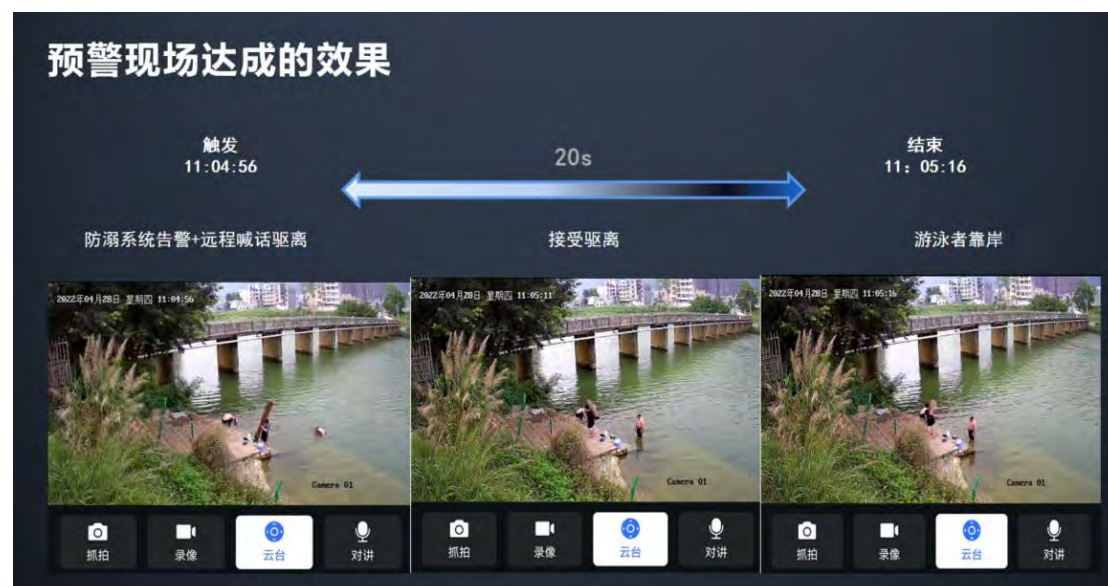 预警现场达成的效果
触发
11:04:56
20s
结束
11：05:16
防溺系统告警+远程喊话驱离
接受驱离
游泳者靠岸
2022年04月28日 星期四 11:04:56
2022年04月28日 星期四 11:05:11
2022年04月28日 星期四 11:05:16
Camera 01
Camera 01
Camera 01
抓拍
录像
云台
对讲
抓拍
录像
云台
对讲
抓拍
录像
云台
对讲